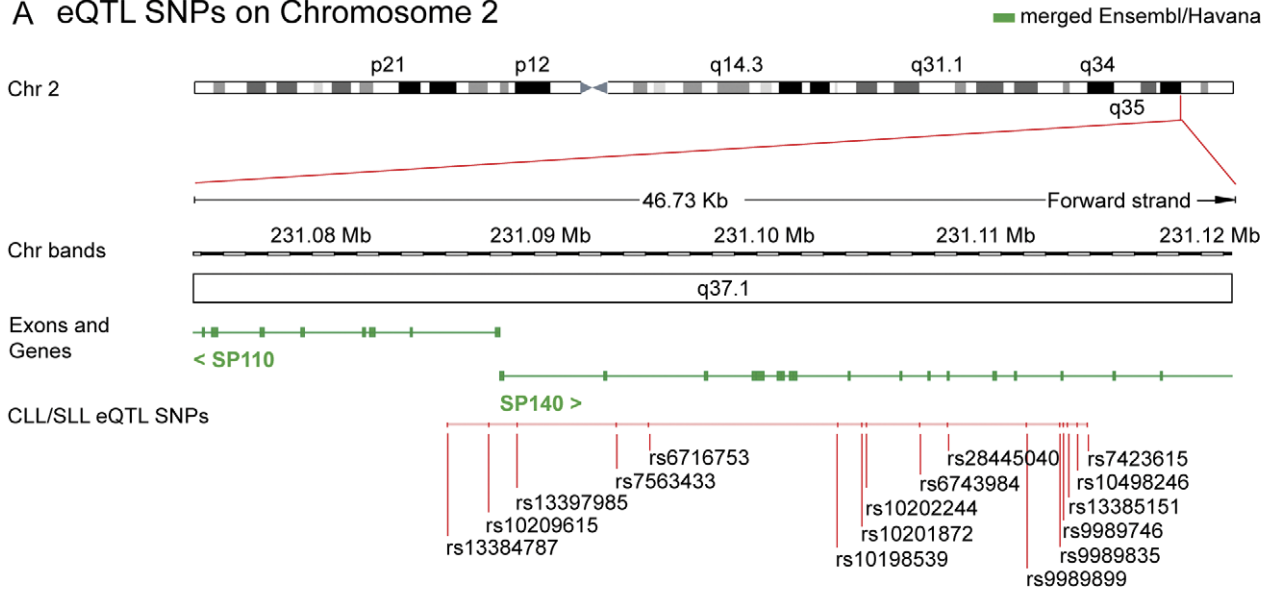 A eQTL SNPs on Chromosome 2
merged Ensembl/Havana
p21 p12 q14.3 q31.1 q34
Chr 2
q35
46.73 Kb Forward strand
231.08 Mb 231.09 Mb 231.10 Mb 231.11 Mb 231.12 Mb
Chr bands
q37.1
Exons and
Genes
< SP110
SP140 >
CLL/SLL eQTL SNPs
rs6716753 rs28445040 rs7423615
rs7563433 rs6743984 rs10498246
rs13397985 rs10202244 rs13385151
rs10209615 rs10201872 rs9989746
rs13384787 rs10198539 rs9989835
rs9989899